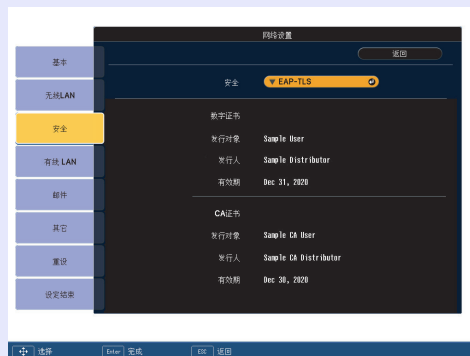 网络设置
返回
基本
无线LAN
安全
有线 LAN
邮件
其它
重设
设定结束
安全 EAP-TLS
数字证书
发行对象 Sample User
发行人 Sample Distributor
有效期 Dec 31, 2020
CA证书
发行对象 Sample CA User
发行人 Sample CA Distributor
有效期 Dec 30, 2020
选择 Enter 完成 ESC 返回